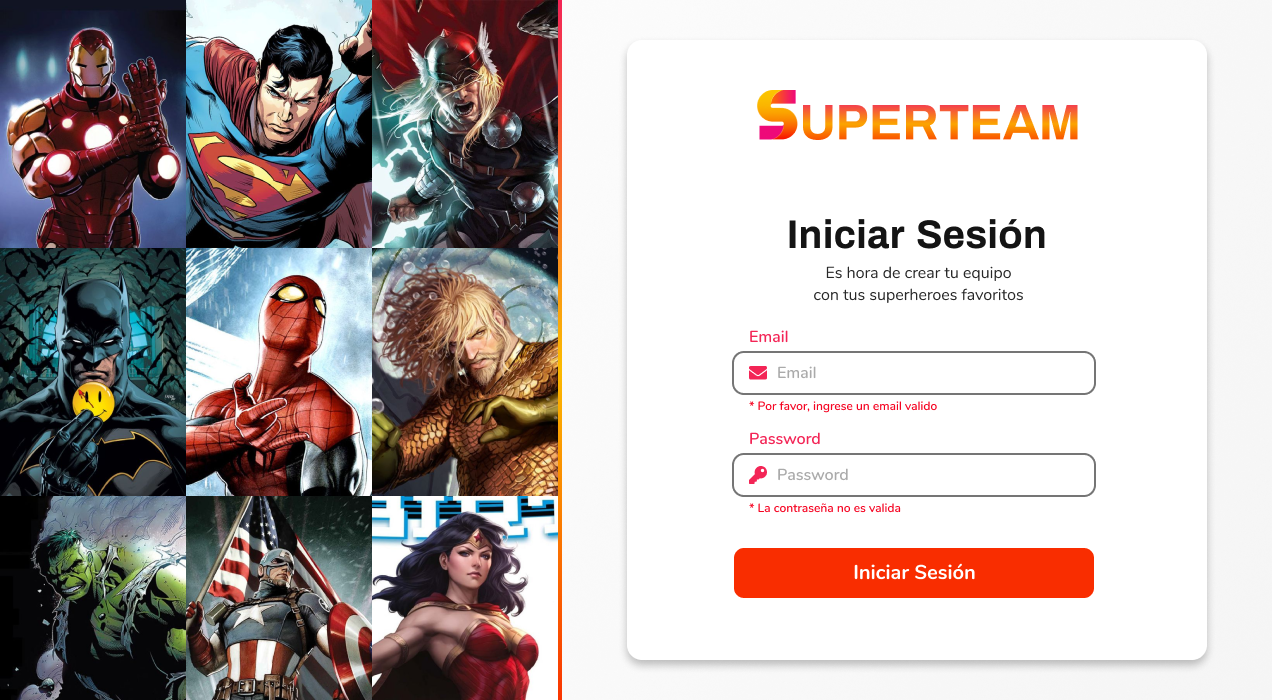 SUPERTEAM
Iniciar Sesión
Es hora de crear tu equipo
con tus superheroes favoritos
Email
Email
* Por favor, ingrese un email valido
Password
Password
* La contraseña no es valida
Iniciar Sesión